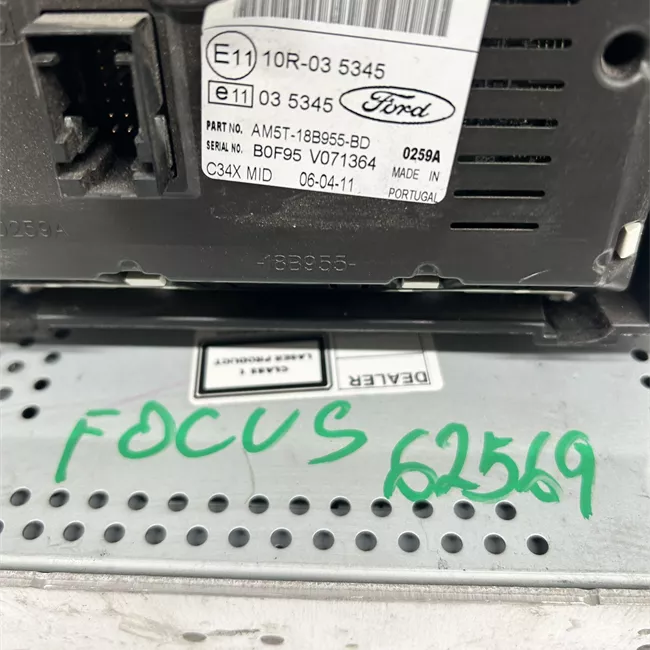 E11 10R-03 5345
e11 03 5345 Ford
PART NO. AM5T-18B955-BD
SERIAL NO. B0F95 V071364 0259A
C34X MID 06-04-11 MADE IN PORTUGAL
0259A
-18B955-
CLASS 1
LASER PRODUCT
DEALER
FOCUS 62569